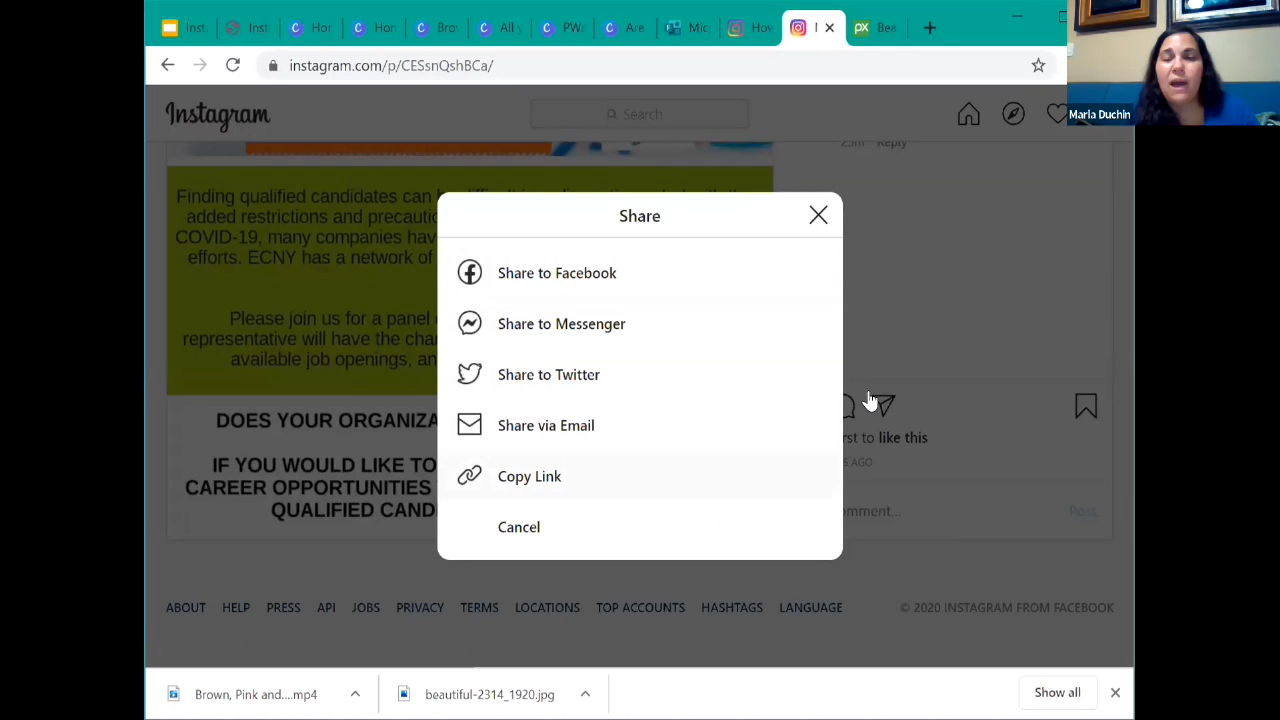 Inst
Inst
Hor
Hor
Bro
All
PW
Are
Mic
Hov
I
Bea
instagram.com/p/CESsnQshBCa/
Maria Duchin
Instagram
Search
Reply
Finding qualified candidates can
added restrictions and precautio
COVID-19, many companies hav
efforts. ECNY has a network of
Please join us for a panel
representative will have the cha
available job openings, an
DOES YOUR ORGANIZA
IF YOU WOULD LIKE TO
CAREER OPPORTUNITIES
QUALIFIED CAND
Share
Share to Facebook
Share to Messenger
Share to Twitter
Share via Email
Copy Link
Cancel
rst to like this
S AGO
omment...
Post
ABOUT HELP PRESS API JOBS PRIVACY TERMS LOCATIONS TOP ACCOUNTS HASHTAGS LANGUAGE
© 2020 INSTAGRAM FROM FACEBOOK
Brown, Pink and....mp4
beautiful-2314_1920.jpg
Show all